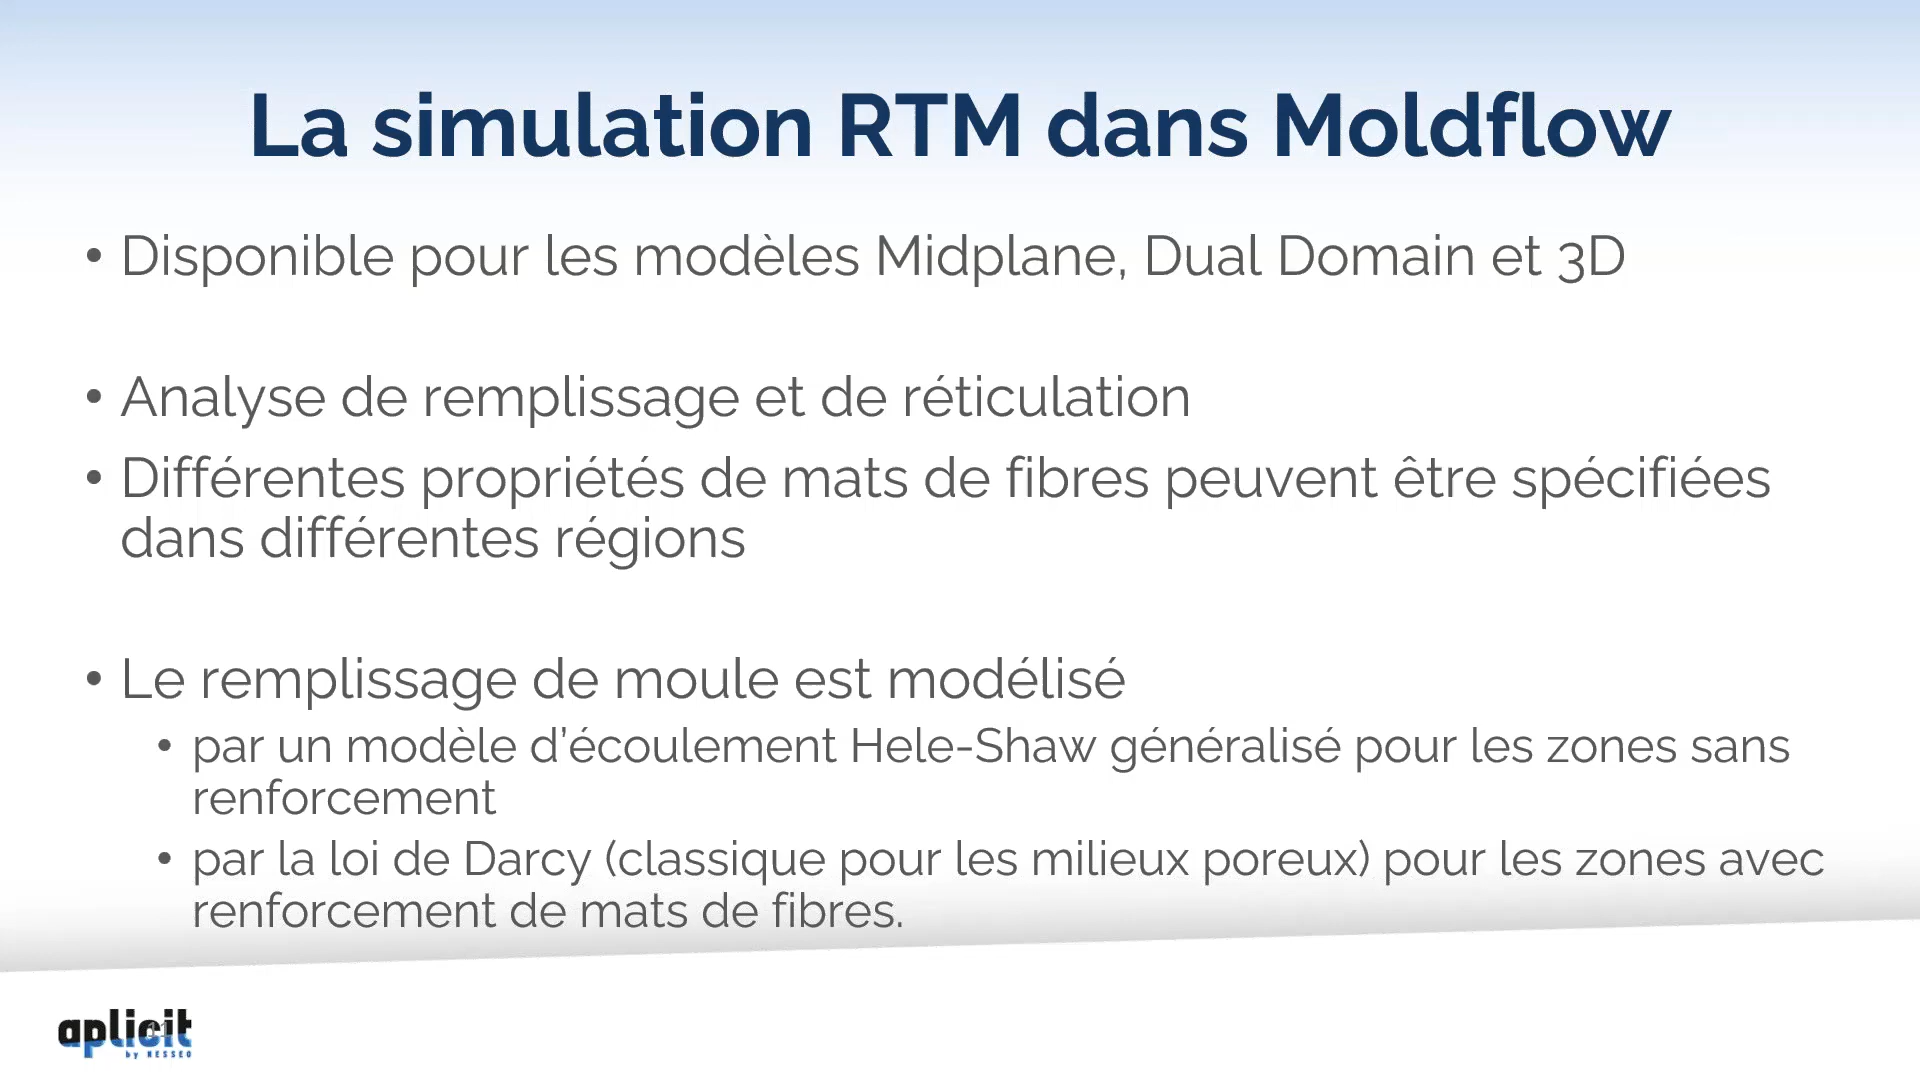 La simulation RTM dans Moldflow
• Disponible pour les modèles Midplane, Dual Domain et 3D
• Analyse de remplissage et de réticulation
• Différentes propriétés de mats de fibres peuvent être spécifiées
dans différentes régions
• Le remplissage de moule est modélisé
• par un modèle d’écoulement Hele-Shaw généralisé pour les zones sans
renforcement
• par la loi de Darcy (classique pour les milieux poreux) pour les zones avec
renforcement de mats de fibres.
aplicit
11
by NESSEO